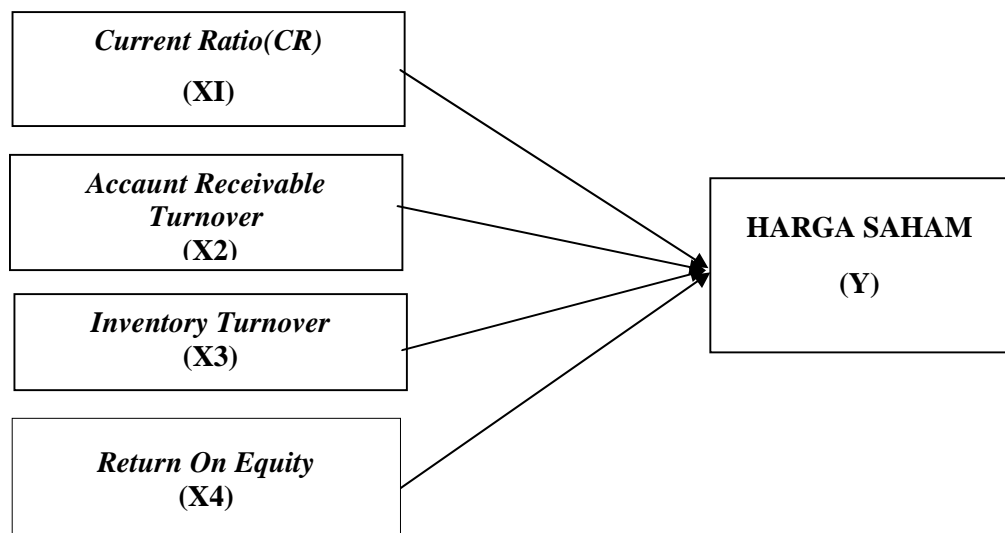 Current Ratio(CR)
(XI)
Accaunt Receivable
Turnover
(X2)
Inventory Turnover
(X3)
Return On Equity
(X4)
HARGA SAHAM
(Y)